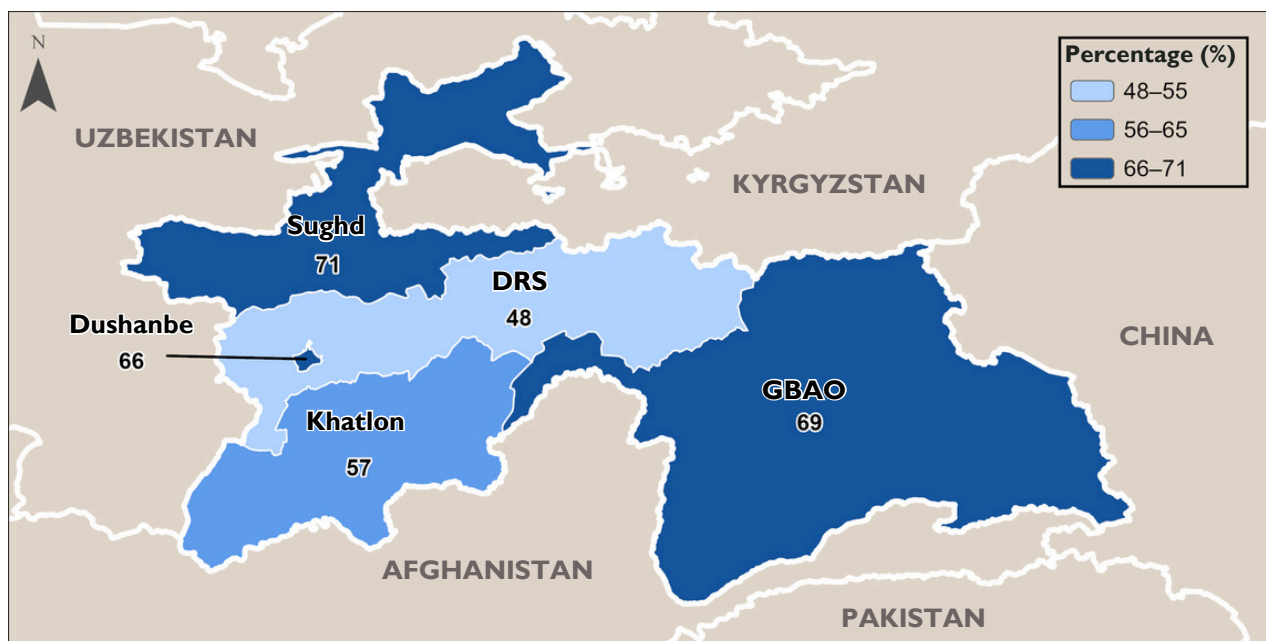 N
Percentage (%)
48–55
56–65
66–71
UZBEKISTAN
KYRGYZSTAN
Sughd
71
DRS
48
Dushanbe
66
CHINA
GBAO
69
Khatlon
57
AFGHANISTAN
PAKISTAN